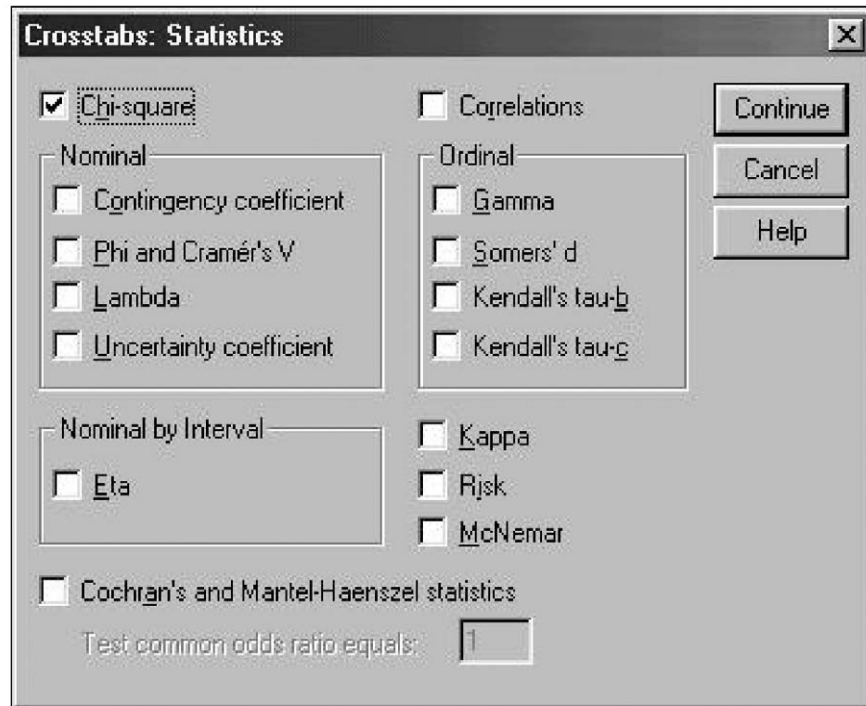 Crosstabs: Statistics
Chi-square
Correlations
Continue
Nominal
Ordinal
Cancel
Contingency coefficient
Gamma
Help
Phi and Cramér's V
Somers' d
Lambda
Kendall's tau-b
Uncertainty coefficient
Kendall's tau-c
Nominal by Interval
Kappa
Eta
Risk
McNemar
Cochran's and Mantel-Haenszel statistics
Test common odds ratio equals: 1